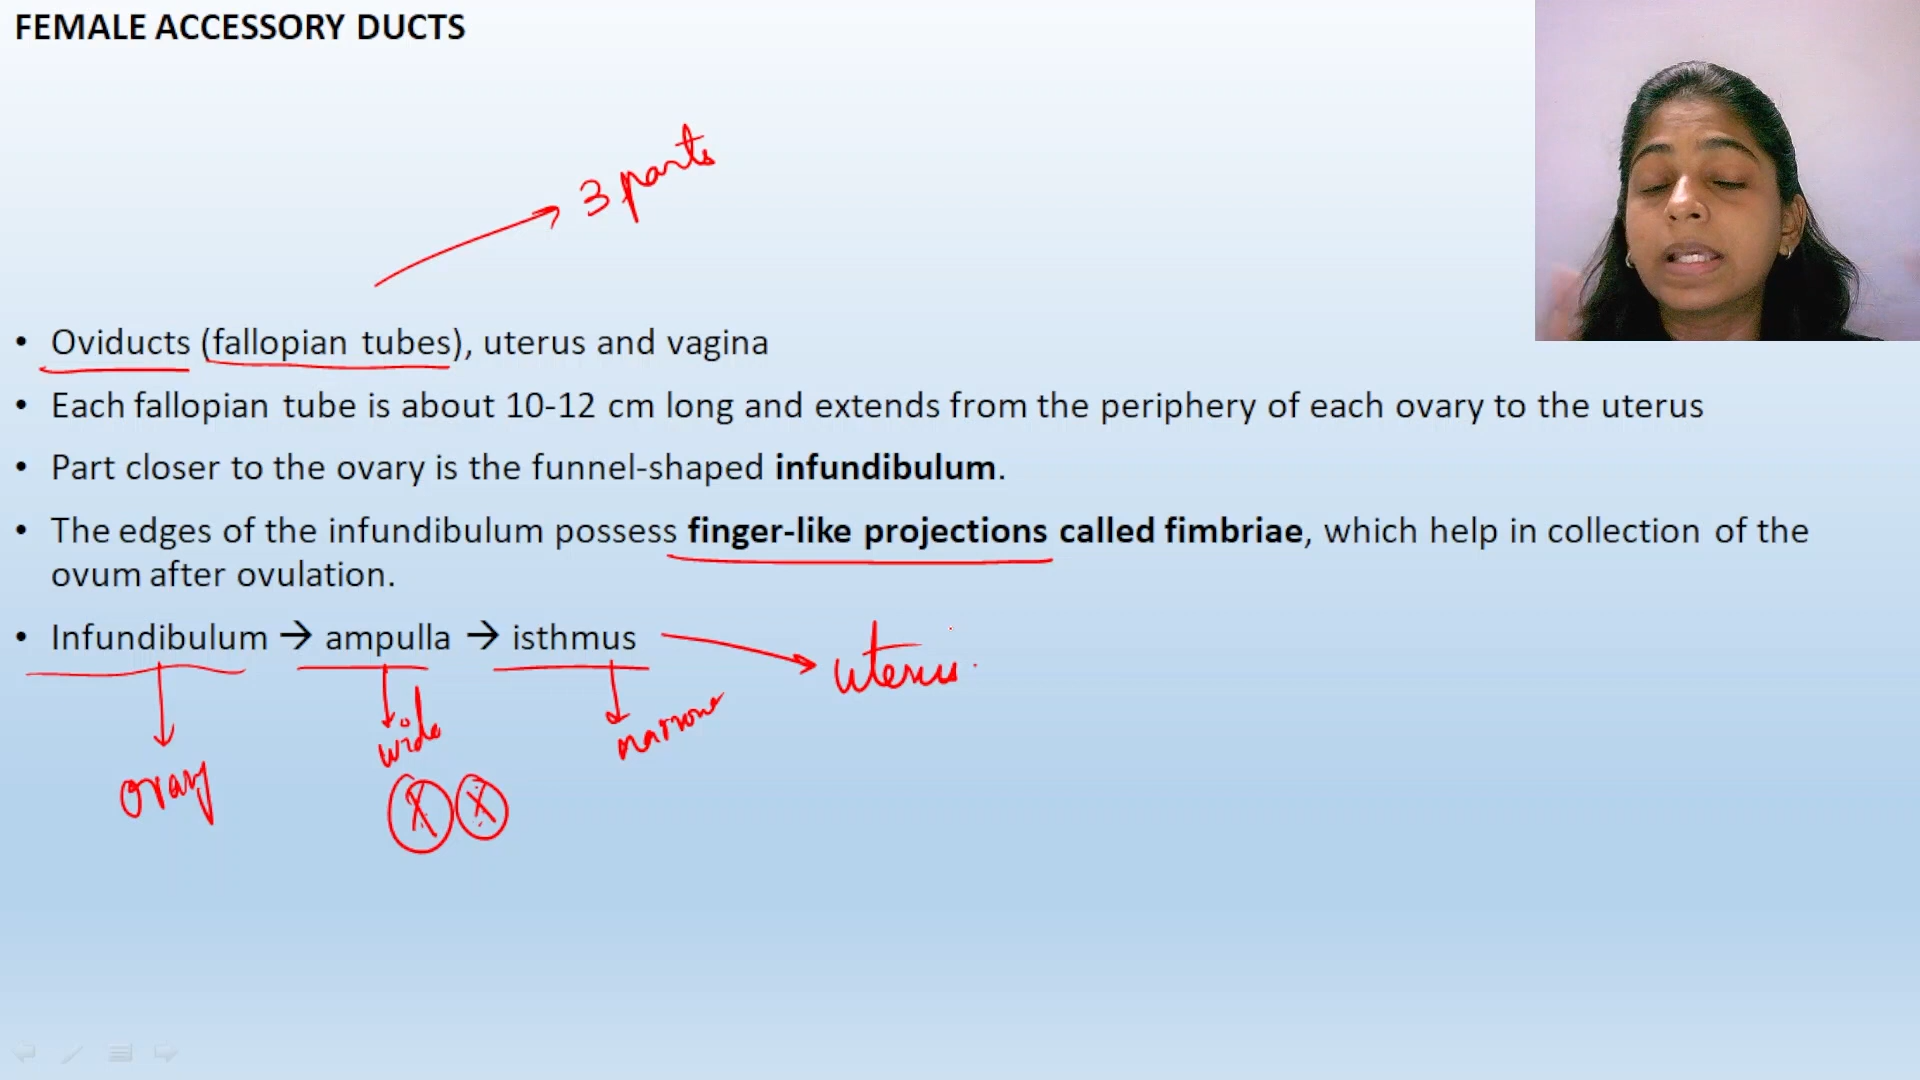 FEMALE ACCESSORY DUCTS
3 parts
• Oviducts (fallopian tubes), uterus and vagina
• Each fallopian tube is about 10-12 cm long and extends from the periphery of each ovary to the uterus
• Part closer to the ovary is the funnel-shaped infundibulum.
• The edges of the infundibulum possess finger-like projections called fimbriae, which help in collection of the
ovum after ovulation.
• Infundibulum → ampulla → isthmus → uterus
ovary
wide
narrow
X X